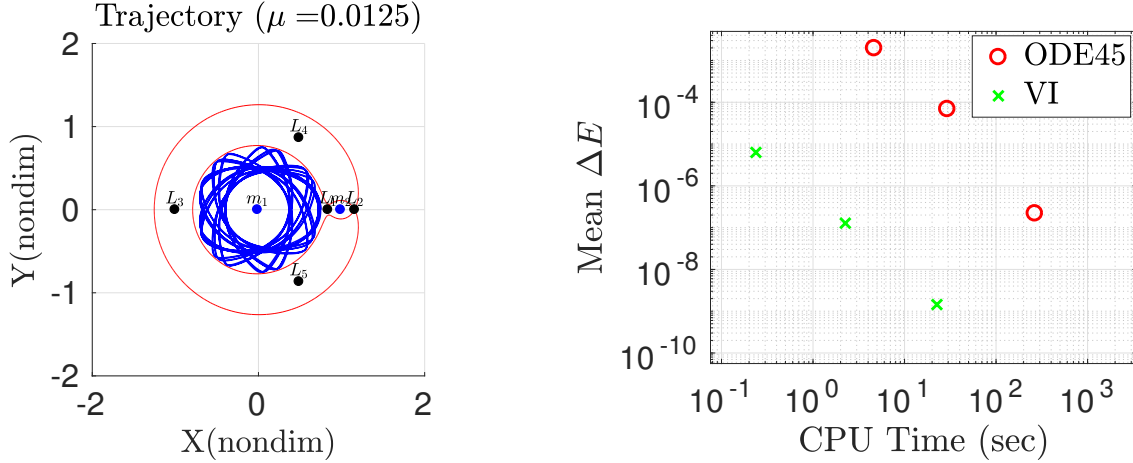 Trajectory (μ =0.0125)
2
1
0
-1
-2
-2
0
2
X(nondim)
Y(nondim)
L4
L3
m1
L1
m2
L2
L5
ODE45
VI
10^-4
10^-6
10^-8
10^-10
10^-1
10^0
10^1
10^2
10^3
CPU Time (sec)
Mean ΔE